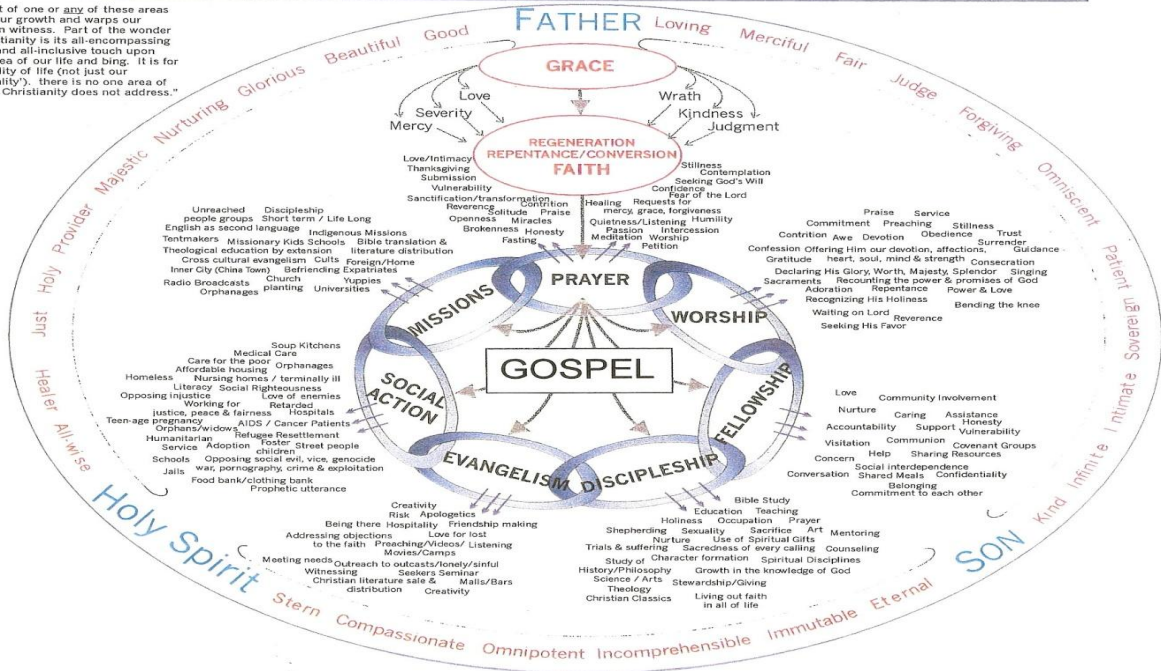 t of one or any of these areas
ur growth and warps our
n witness. Part of the wonder
tianity is its all-encompassing
nd all-inclusive touch upon
ea of our life and bing. It is for
lity of life (not just our
ality'). there is no one area of
Christianity does not address."
FATHER
Loving Merciful Fair Judge Forgiving Omniscient Patient Sovereign Intimate Infinite Kind
SON
Stern Compassionate Omnipotent Incomprehensible Immutable Eternal
Holy Spirit
All-wise Healer Just Holy Provider Majestic Nurturing Glorious Beautiful Good
GRACE
Love
Severity
Mercy
Wrath
Kindness
Judgment
REGENERATION
REPENTANCE/CONVERSION
FAITH
Love/Intimacy
Thanksgiving
Submission
Vulnerability
Sanctification/transformation
Reverence Contrition
Solitude Praise
Openness Miracles
Brokenness Honesty
Fasting
Stillness
Contemplation
Seeking God's Will
Confidence
Fear of the Lord
Healing Requests for
mercy, grace, forgiveness
Quietness/Listening Humility
Passion Intercession
Meditation Worship
Petition
PRAYER
Unreached Discipleship
people groups Short term / Life Long
English as second language Indigenous Missions
Tentmakers Missionary Kids Schools Bible translation &
Theological education by extension literature distribution
Cross cultural evangelism Cults Foreign/Home
Inner City (China Town) Befriending Expatriates
Radio Broadcasts Church planting Yuppies
Orphanages Universities
MISSIONS
Praise Service
Commitment Preaching Stillness
Contrition Awe Devotion Obedience Trust
Surrender
Confession Offering Him our devotion, affections, Guidance
Gratitude heart, soul, mind & strength Consecration
Declaring His Glory, Worth, Majesty, Splendor Singing
Sacraments Recounting the power & promises of God
Adoration Repentance Power & Love
Recognizing His Holiness Bending the knee
Waiting on Lord
Reverence
Seeking His Favor
WORSHIP
GOSPEL
Soup Kitchens
Medical Care
Care for the poor Orphanages
Affordable housing
Homeless Nursing homes / terminally ill
Literacy Social Righteousness
Opposing injustice Love of enemies
Working for Retarded
justice, peace & fairness Hospitals
Teen-age pregnancy AIDS / Cancer Patients
Orphans/widows
Humanitarian Refugee Resettlement
Service Adoption Foster children Street people
Schools Opposing social evil, vice, genocide
Jails war, pornography, crime & exploitation
Food bank/clothing bank
Prophetic utterance
SOCIAL
ACTION
Love
Community Involvement
Nurture
Caring Assistance
Accountability Support Honesty
Vulnerability
Visitation Communion Covenant Groups
Concern Help Sharing Resources
Social interdependence
Conversation Shared Meals Confidentiality
Belonging
Commitment to each other
FELLOWSHIP
EVANGELISM
Creativity
Risk Apologetics
Being there Hospitality Friendship making
Addressing objections Love for lost
to the faith Preaching/Videos/ Listening
Movies/Camps
Meeting needs Outreach to outcasts/lonely/sinful
Witnessing Seekers Seminar
Christian literature sale & Malls/Bars
distribution Creativity
DISCIPLESHIP
Bible Study
Education Teaching
Holiness Occupation Prayer
Shepherding Sexuality Sacrifice Art Mentoring
Nurture Use of Spiritual Gifts
Trials & suffering Sacredness of every calling Counseling
Study of Character formation Spiritual Disciplines
History/Philosophy Growth in the knowledge of God
Science / Arts Stewardship/Giving
Theology
Christian Classics Living out faith
in all of life